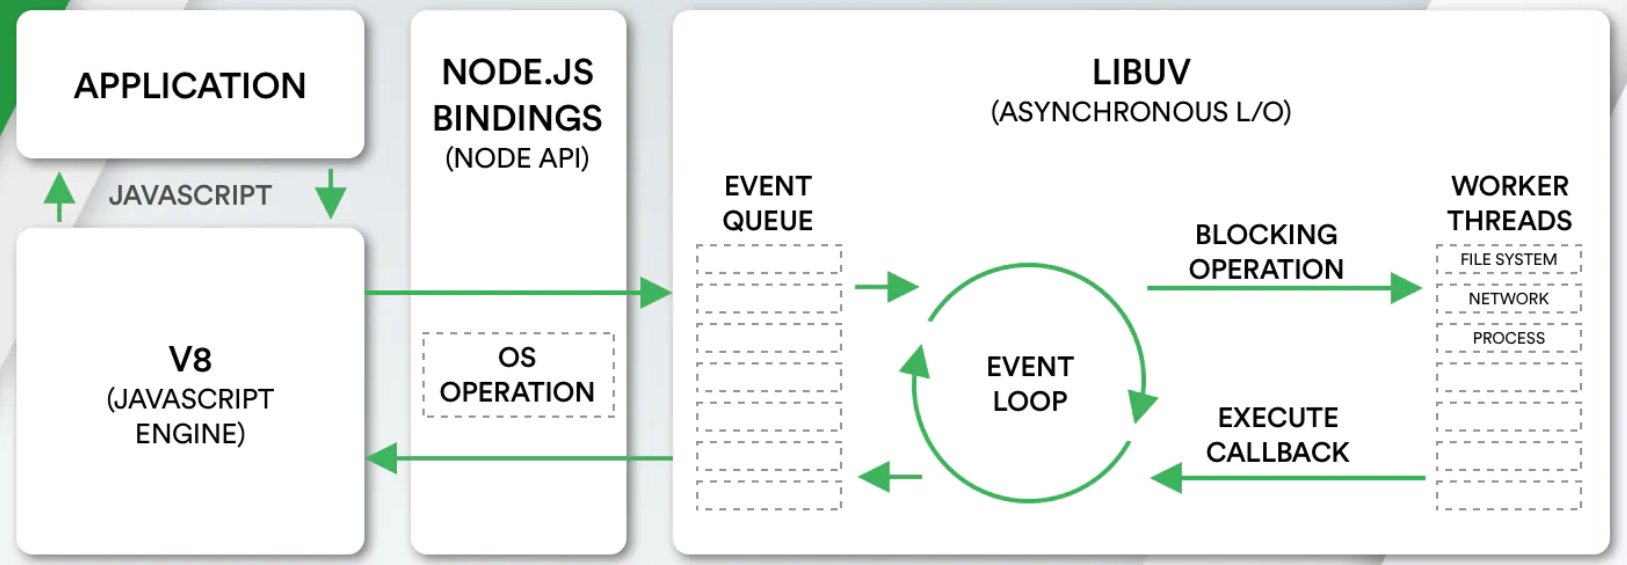 APPLICATION
JAVASCRIPT
V8
(JAVASCRIPT
ENGINE)
NODE.JS
BINDINGS
(NODE API)
OS
OPERATION
LIBUV
(ASYNCHRONOUS L/O)
EVENT
QUEUE
EVENT
LOOP
BLOCKING
OPERATION
EXECUTE
CALLBACK
WORKER
THREADS
FILE SYSTEM
NETWORK
PROCESS